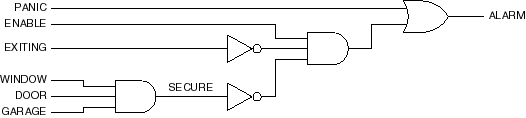 PANIC
ALARM
ENABLE
EXITING
WINDOW
SECURE
DOOR
GARAGE